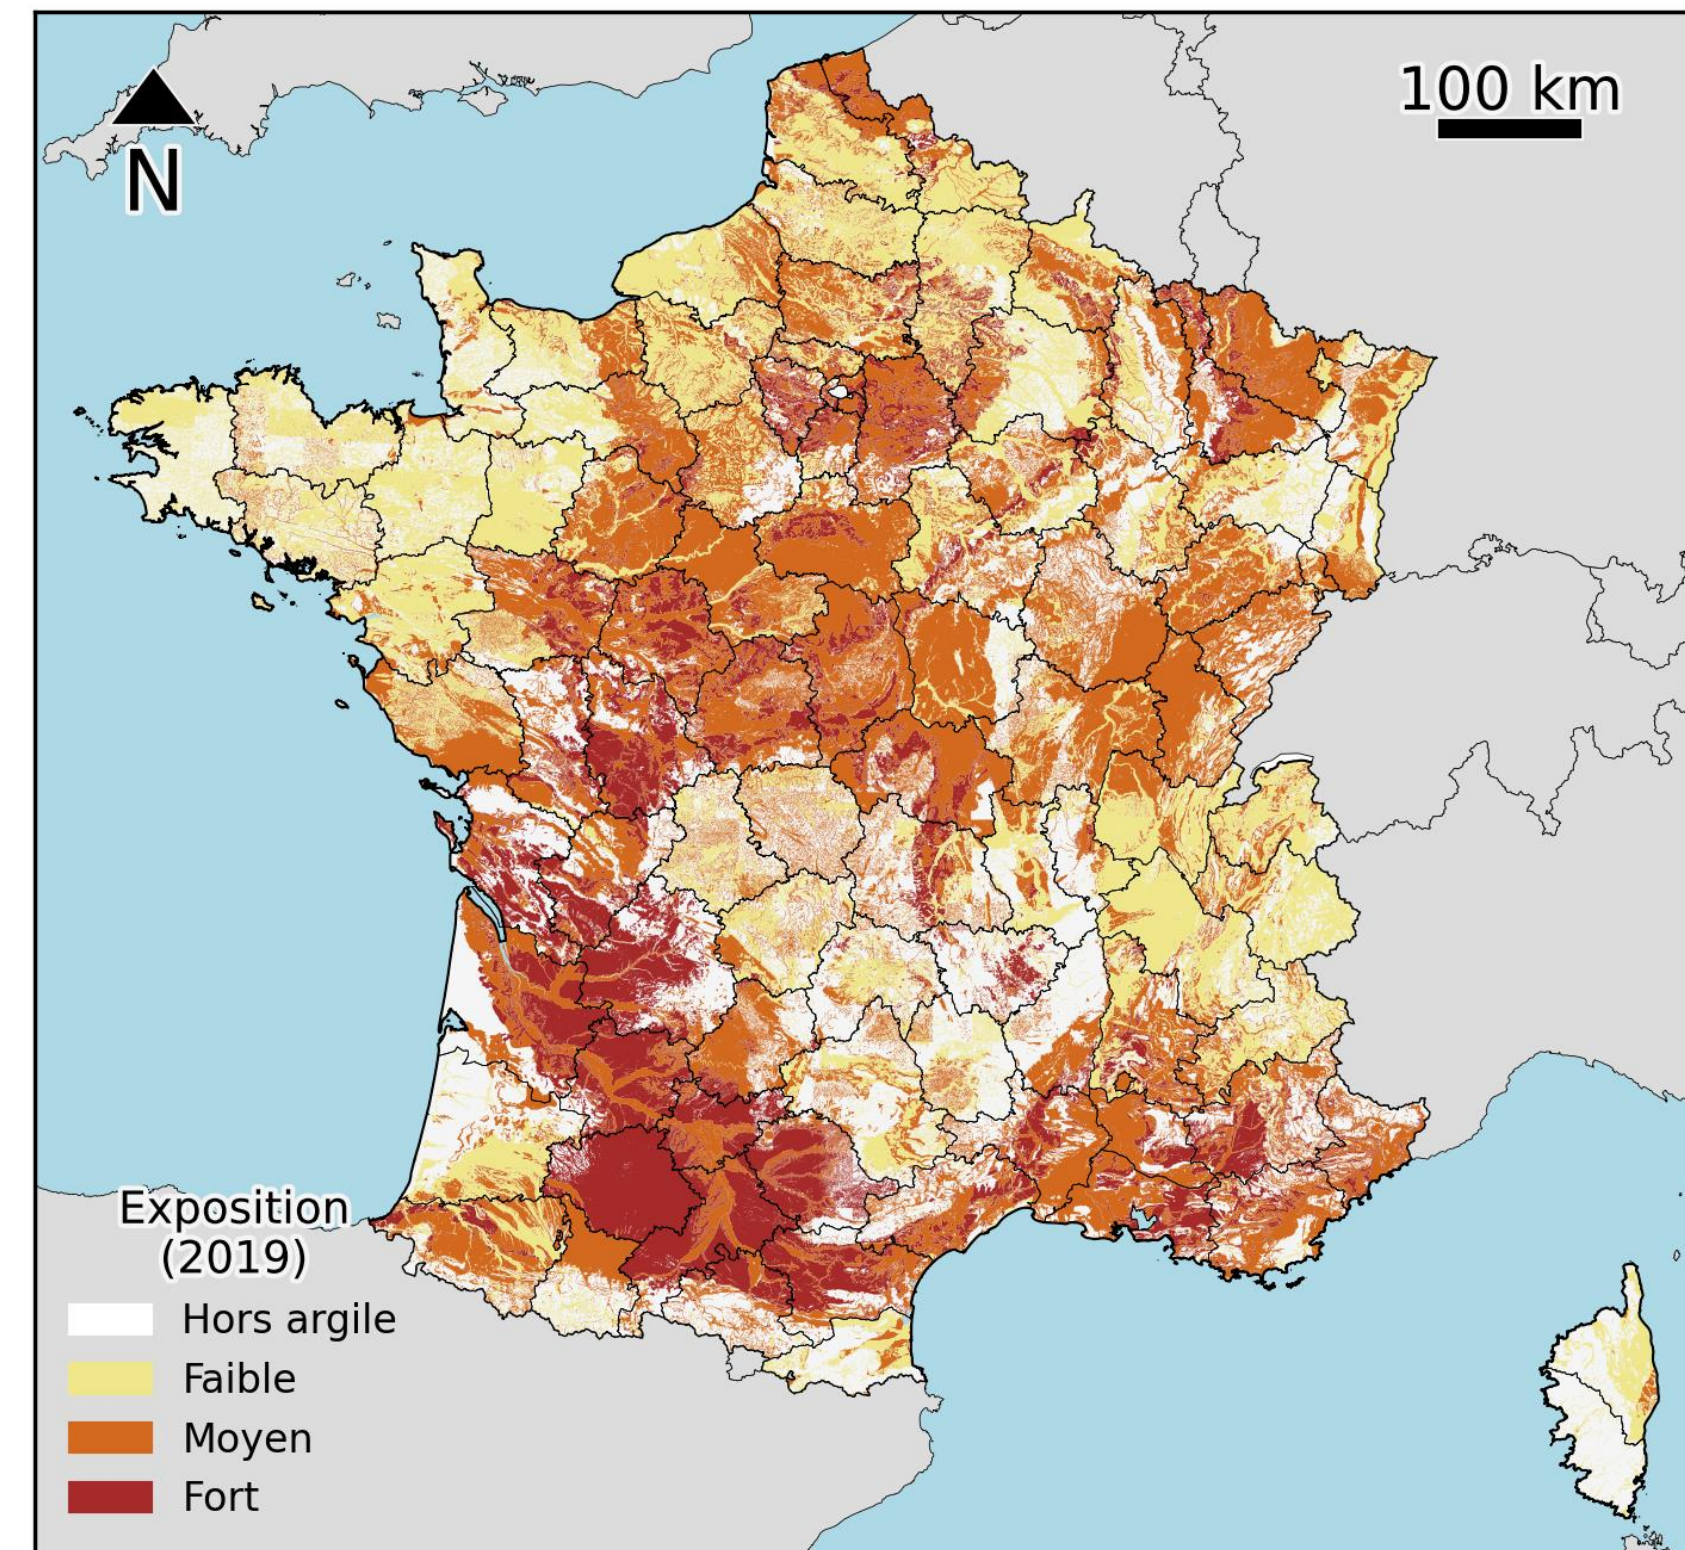 100 km
N
Exposition
(2019)
Hors argile
Faible
Moyen
Fort